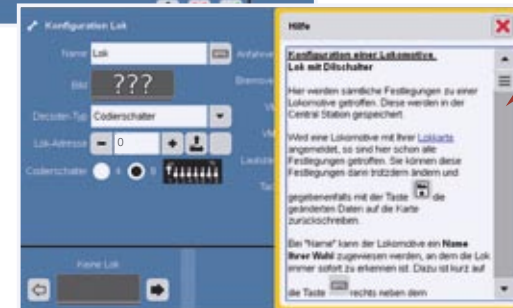 Konfiguration Lok
Name Lok
Bild ???
Decoder-Typ Codierschalter
Lok-Adresse - 0 +
Codierschalter 4 8
Keine Lok
Hilfe
Konfiguration einer Lokomotive.
Lok mit Dilschalter
Hier werden sämtliche Festlegungen zu einer
Lokomotive getroffen. Diese werden in der
Central Station gespeichert.
Wird eine Lokomotive mit Ihrer Lokkarte
angemeldet, so sind hier schon alle
Festlegungen getroffen. Sie können diese
Festlegungen dann trotzdem ändern und
gegebenenfalls mit der Taste die
geänderten Daten auf die Karte
zurückschreiben.
Bei "Name" kann der Lokomotive ein Name
Ihrer Wahl zugewiesen werden, an dem die Lok
immer sofort zu erkennen ist. Dazu ist kurz auf
die Taste rechts neben dem